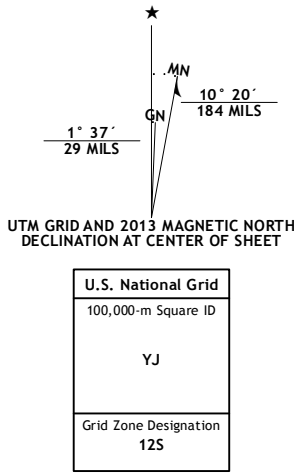 ★
MN
GN
10° 20´
184 MILS
1° 37´
29 MILS
UTM GRID AND 2013 MAGNETIC NORTH
DECLINATION AT CENTER OF SHEET
U.S. National Grid
100,000-m Square ID
YJ
Grid Zone Designation
12S